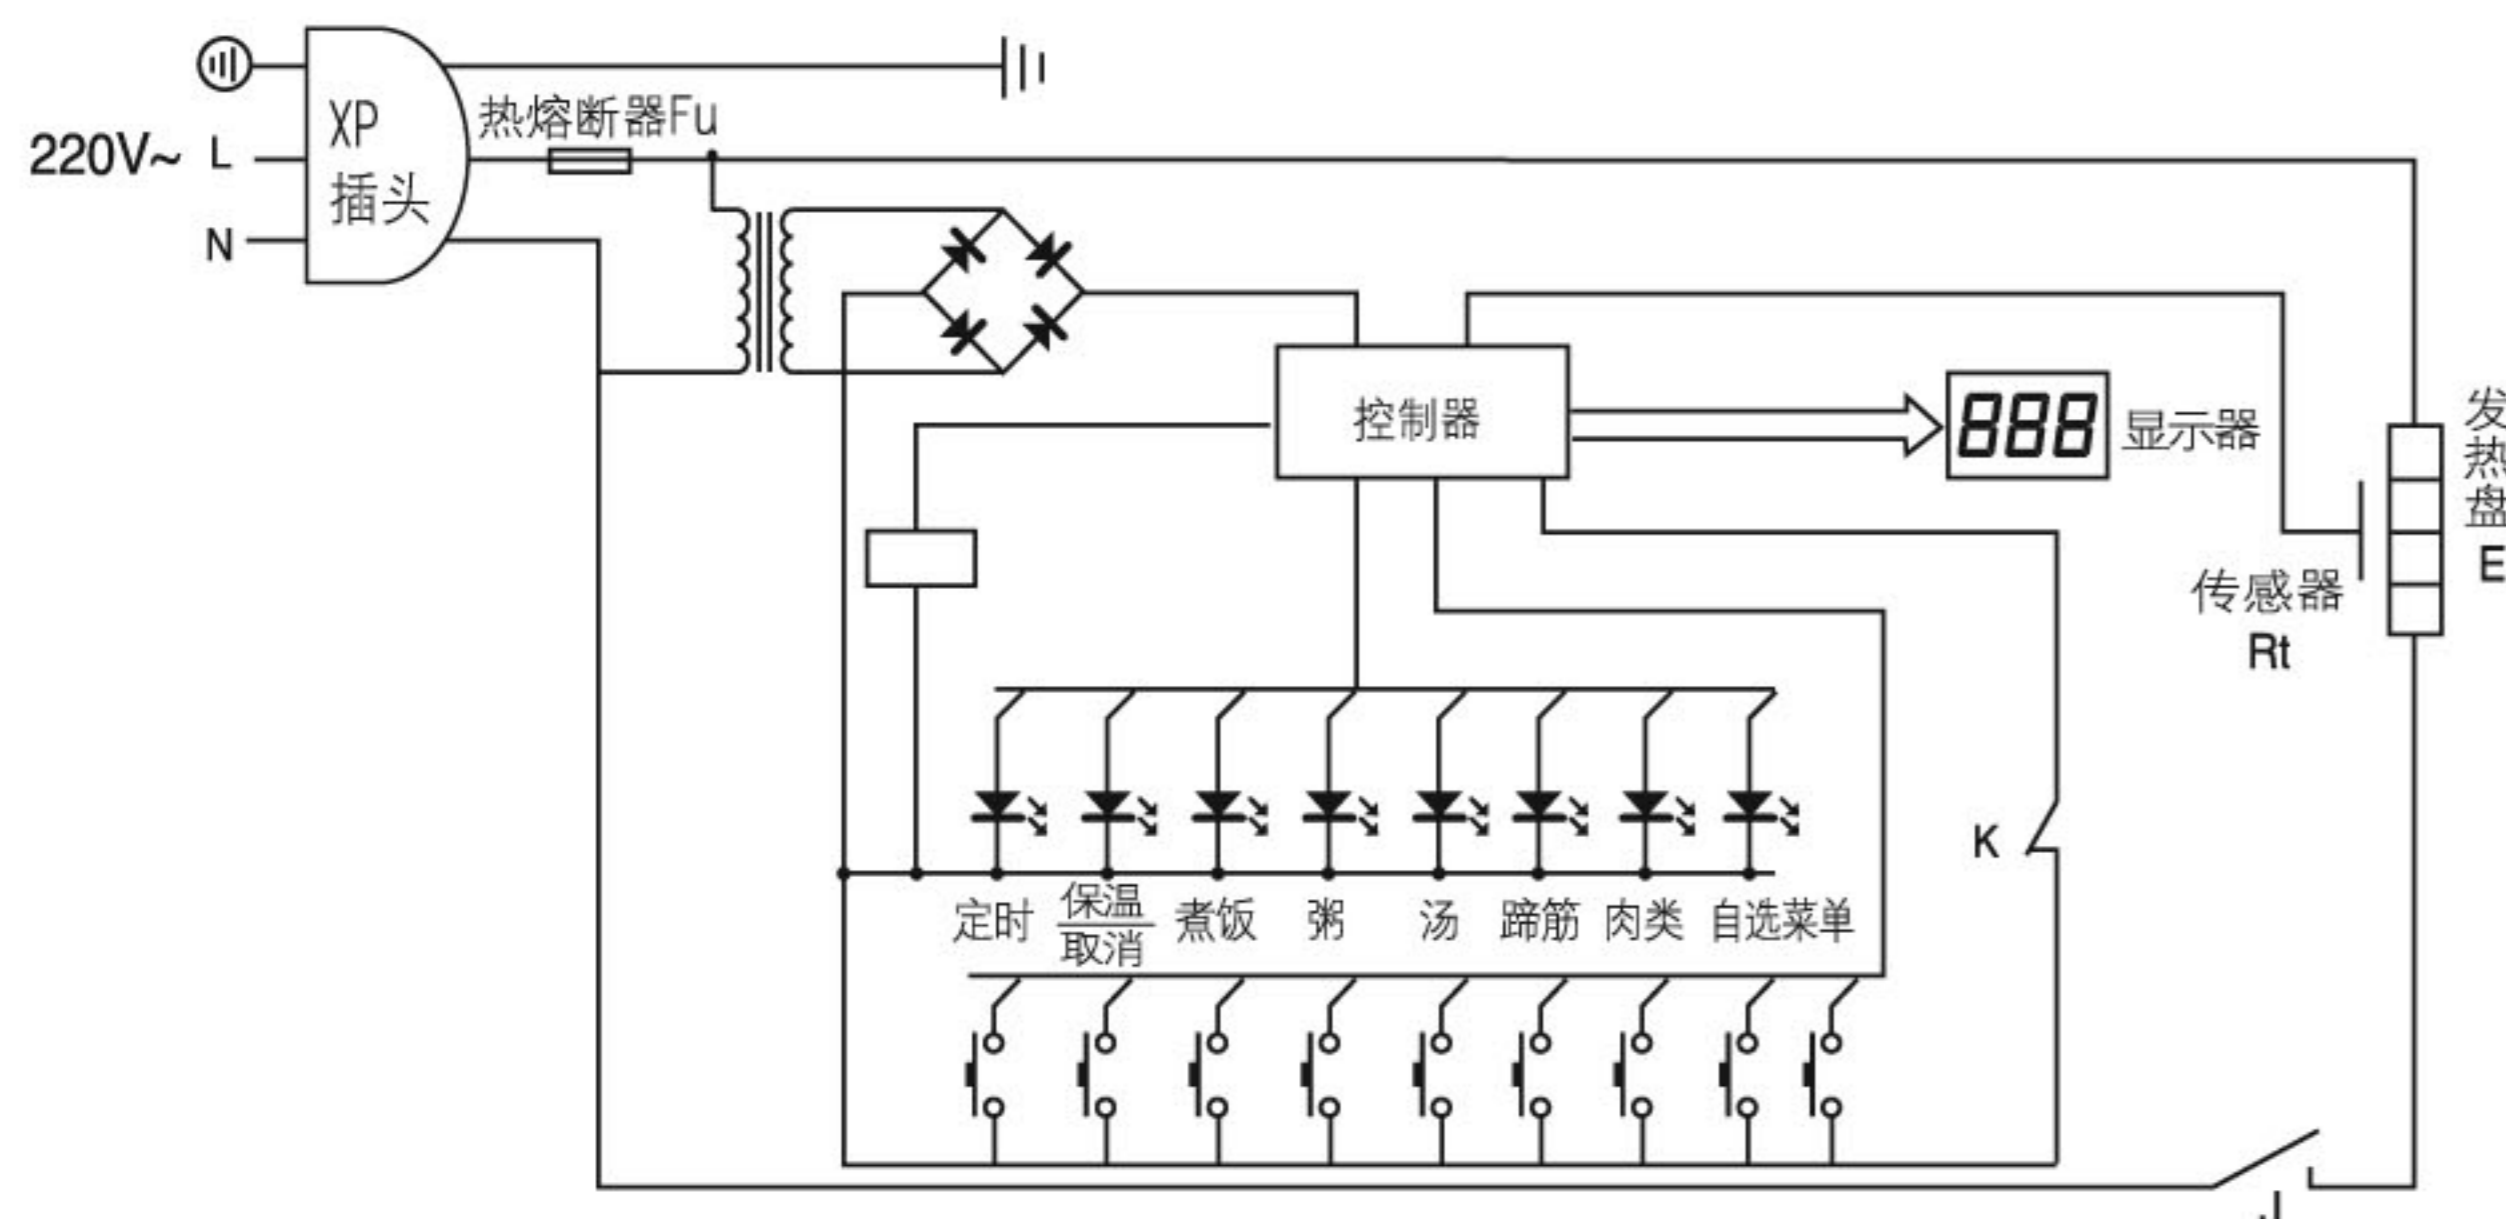 热熔断器Fu
XP
插头
220V~ L
N
控制器
888
显示器
发热盘
E
传感器
Rt
K
定时
保温
取消
煮饭
粥
汤
蹄筋
肉类
自选菜单